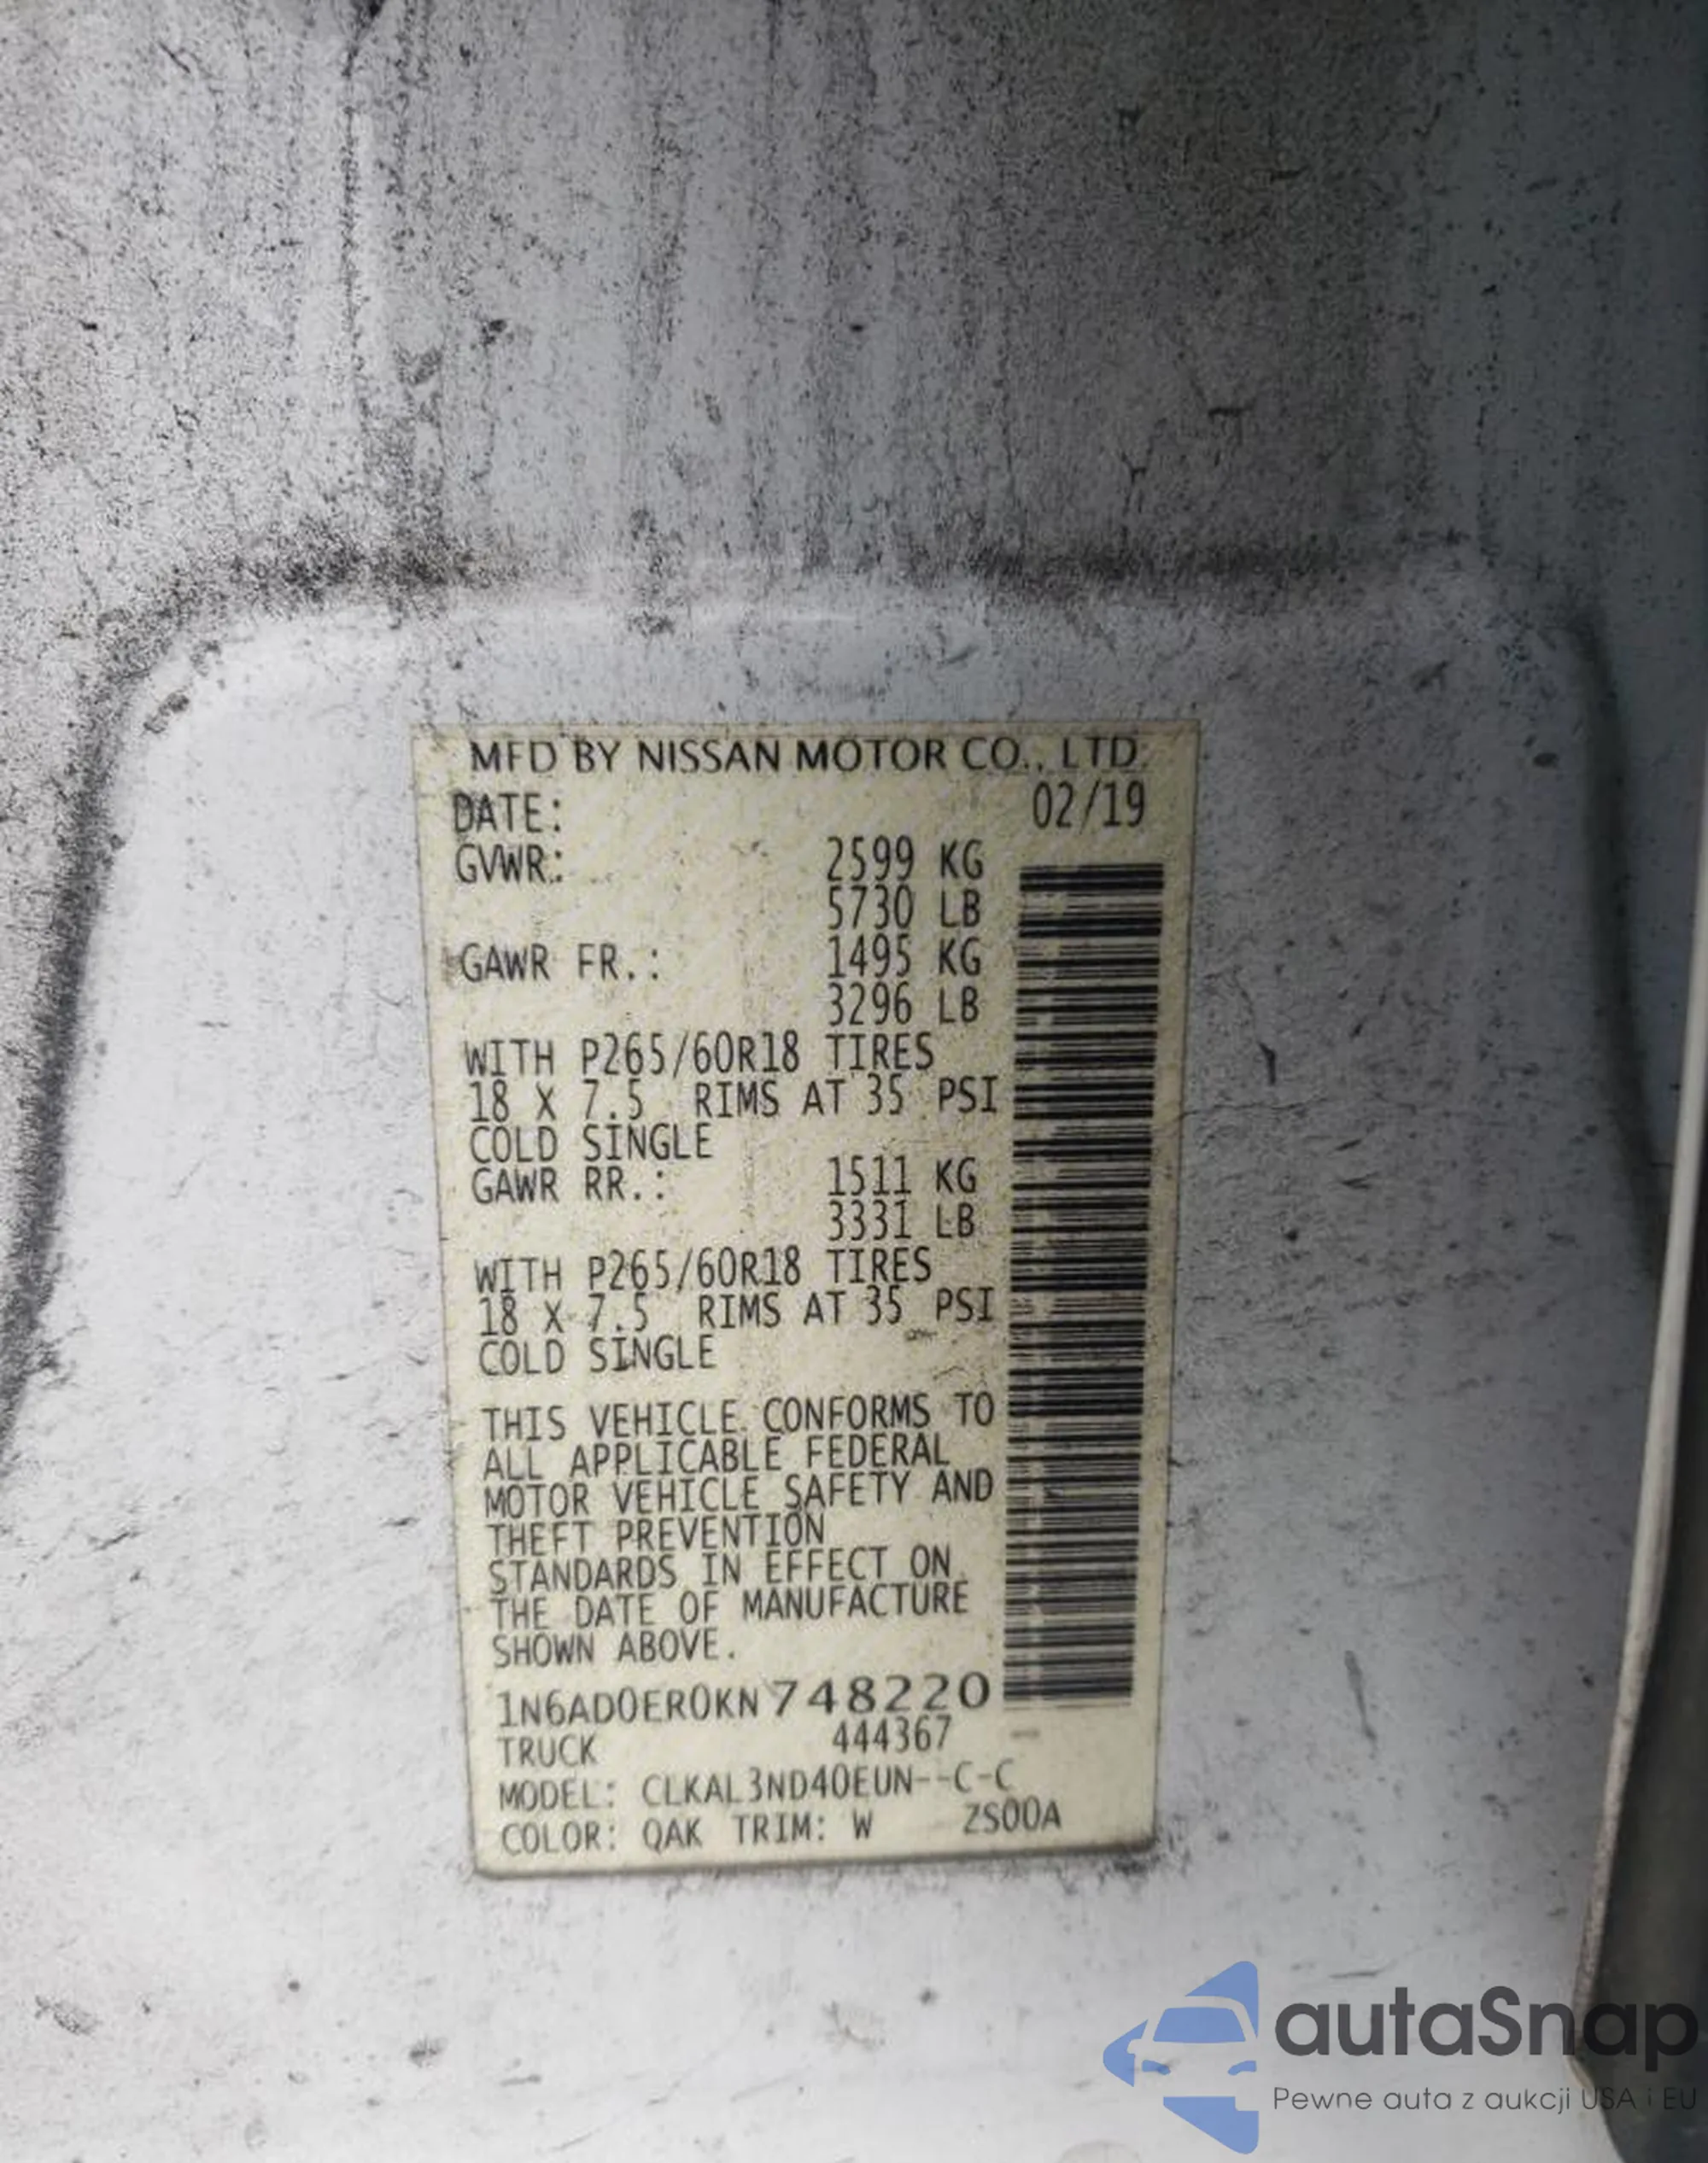 MFD BY NISSAN MOTOR CO., LTD.
DATE: 02/19
GVWR: 2599 KG
5730 LB
GAWR FR.: 1495 KG
3296 LB
WITH P265/60R18 TIRES
18 X 7.5 RIMS AT 35 PSI
COLD SINGLE
GAWR RR.: 1511 KG
3331 LB
WITH P265/60R18 TIRES
18 X 7.5 RIMS AT 35 PSI
COLD SINGLE
THIS VEHICLE CONFORMS TO
ALL APPLICABLE FEDERAL
MOTOR VEHICLE SAFETY AND
THEFT PREVENTION
STANDARDS IN EFFECT ON
THE DATE OF MANUFACTURE
SHOWN ABOVE.
1N6AD0ER0KN748220
TRUCK 444367
MODEL: CLKAL3ND40EUN--C-C
COLOR: QAK TRIM: W ZS00A
autaSnap
Pewne auta z aukcji USA i EU